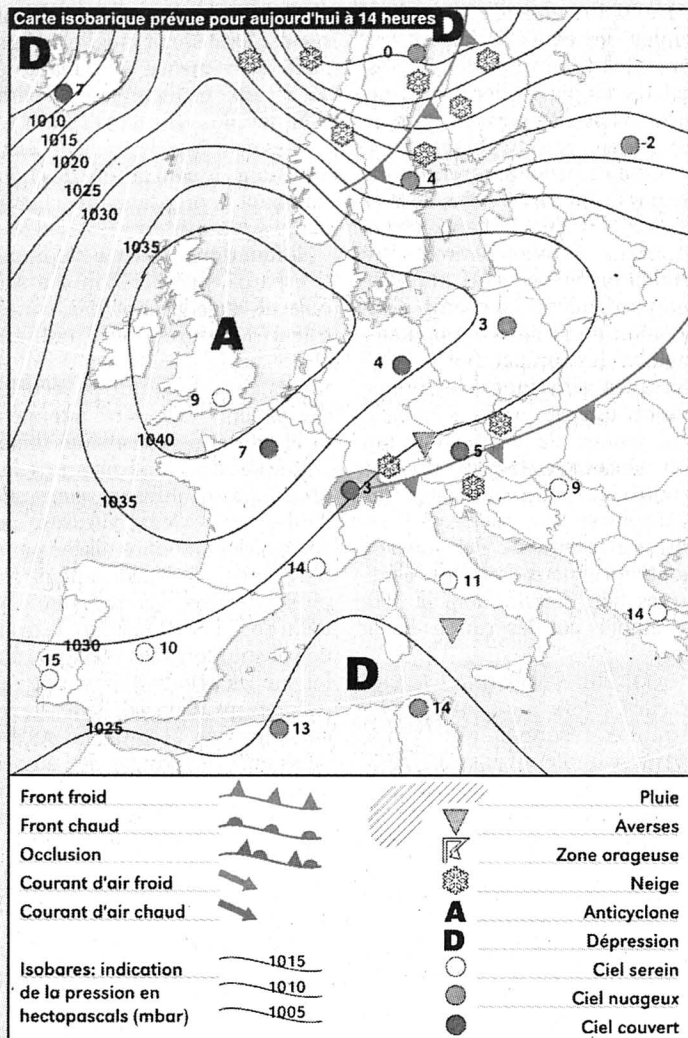 Carte isobarique prévue pour aujourd'hui à 14 heures
D
D
0
7
1010
1015
1020
1025
1030
-2
4
1035
A
3
4
9
1040
7
5
3
9
1035
14
11
14
1030
10
15
D
14
1025
13
Front froid
Front chaud
Occlusion
Courant d'air froid
Courant d'air chaud
Isobares: indication
de la pression en
hectopascals (mbar)
1015
1010
1005
Pluie
Averses
Zone orageuse
Neige
A
Anticyclone
D
Dépression
Ciel serein
Ciel nuageux
Ciel couvert